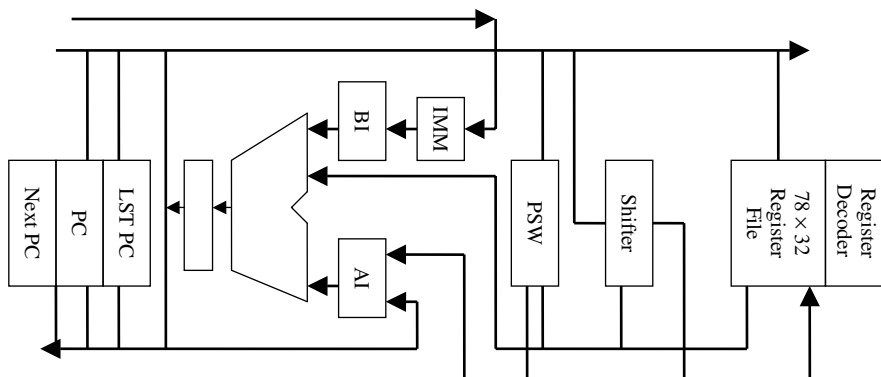 Register
Decoder
78 × 32
Register
File
Shifter
PSW
IMM
BI
AI
LST PC
PC
Next PC